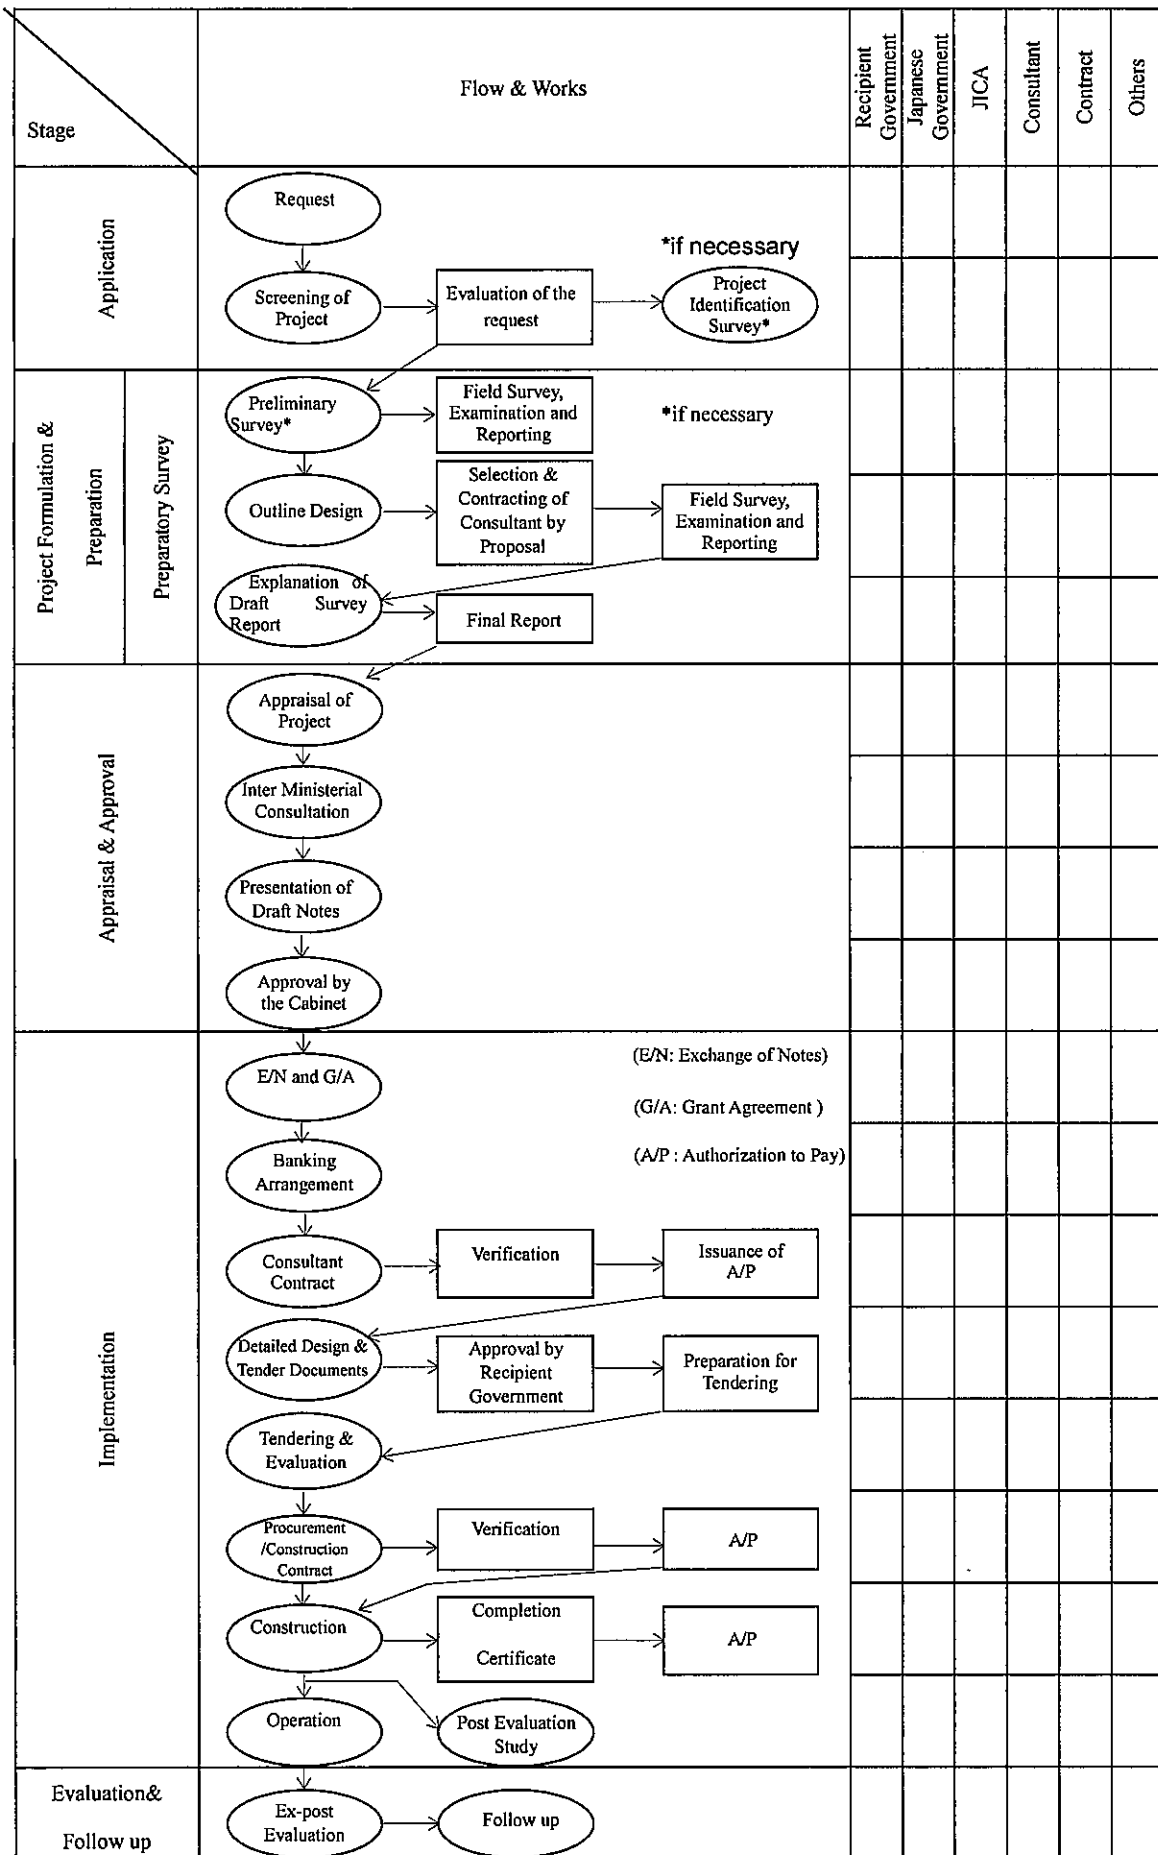 Stage
Flow & Works
Recipient
Government
Japanese
Government
JICA
Consultant
Contract
Others
Application
Request
*if necessary
Screening of
Project
Evaluation of the
request
Project
Identification
Survey*
Project Formulation &
Preparation
Preparatory Survey
Preliminary
Survey*
Field Survey,
Examination and
Reporting
*if necessary
Outline Design
Selection &
Contracting of
Consultant by
Proposal
Field Survey,
Examination and
Reporting
Explanation of
Draft Survey
Report
Final Report
Appraisal & Approval
Appraisal of
Project
Inter Ministerial
Consultation
Presentation of
Draft Notes
Approval by
the Cabinet
Implementation
E/N and G/A
(E/N: Exchange of Notes)
(G/A: Grant Agreement )
(A/P : Authorization to Pay)
Banking
Arrangement
Consultant
Contract
Verification
Issuance of
A/P
Detailed Design &
Tender Documents
Approval by
Recipient
Government
Preparation for
Tendering
Tendering &
Evaluation
Procurement
/Construction
Contract
Verification
A/P
Construction
Completion
Certificate
A/P
Operation
Post Evaluation
Study
Evaluation&
Follow up
Ex-post
Evaluation
Follow up